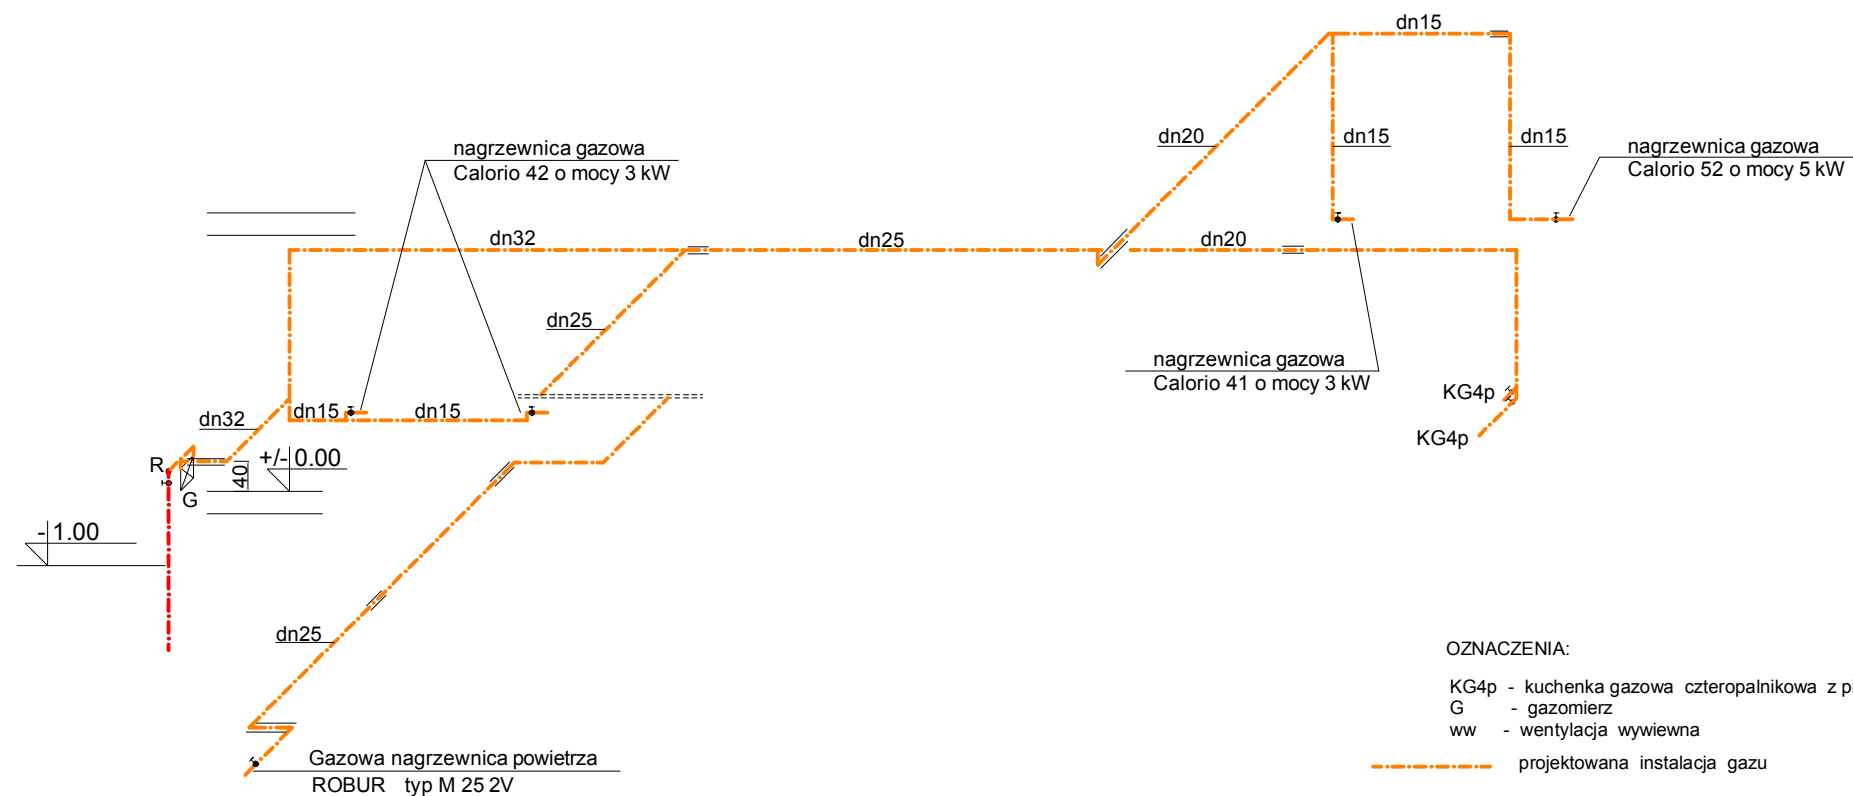 dn15
nagrzewnica gazowa
Calorio 42 o mocy 3 kW
dn20
dn15
dn15
nagrzewnica gazowa
Calorio 52 o mocy 5 kW
dn32
dn25
dn20
dn25
nagrzewnica gazowa
Calorio 41 o mocy 3 kW
KG4p
dn15
dn15
dn32
KG4p
R
+/- 0.00
40
G
- 1.00
dn25
OZNACZENIA:
KG4p - kuchenka gazowa czteropalnikowa z
G - gazomierz
ww - wentylacja wywiewna
projektowana instalacja gazu
Gazowa nagrzewnica powietrza
ROBUR typ M 25 2V